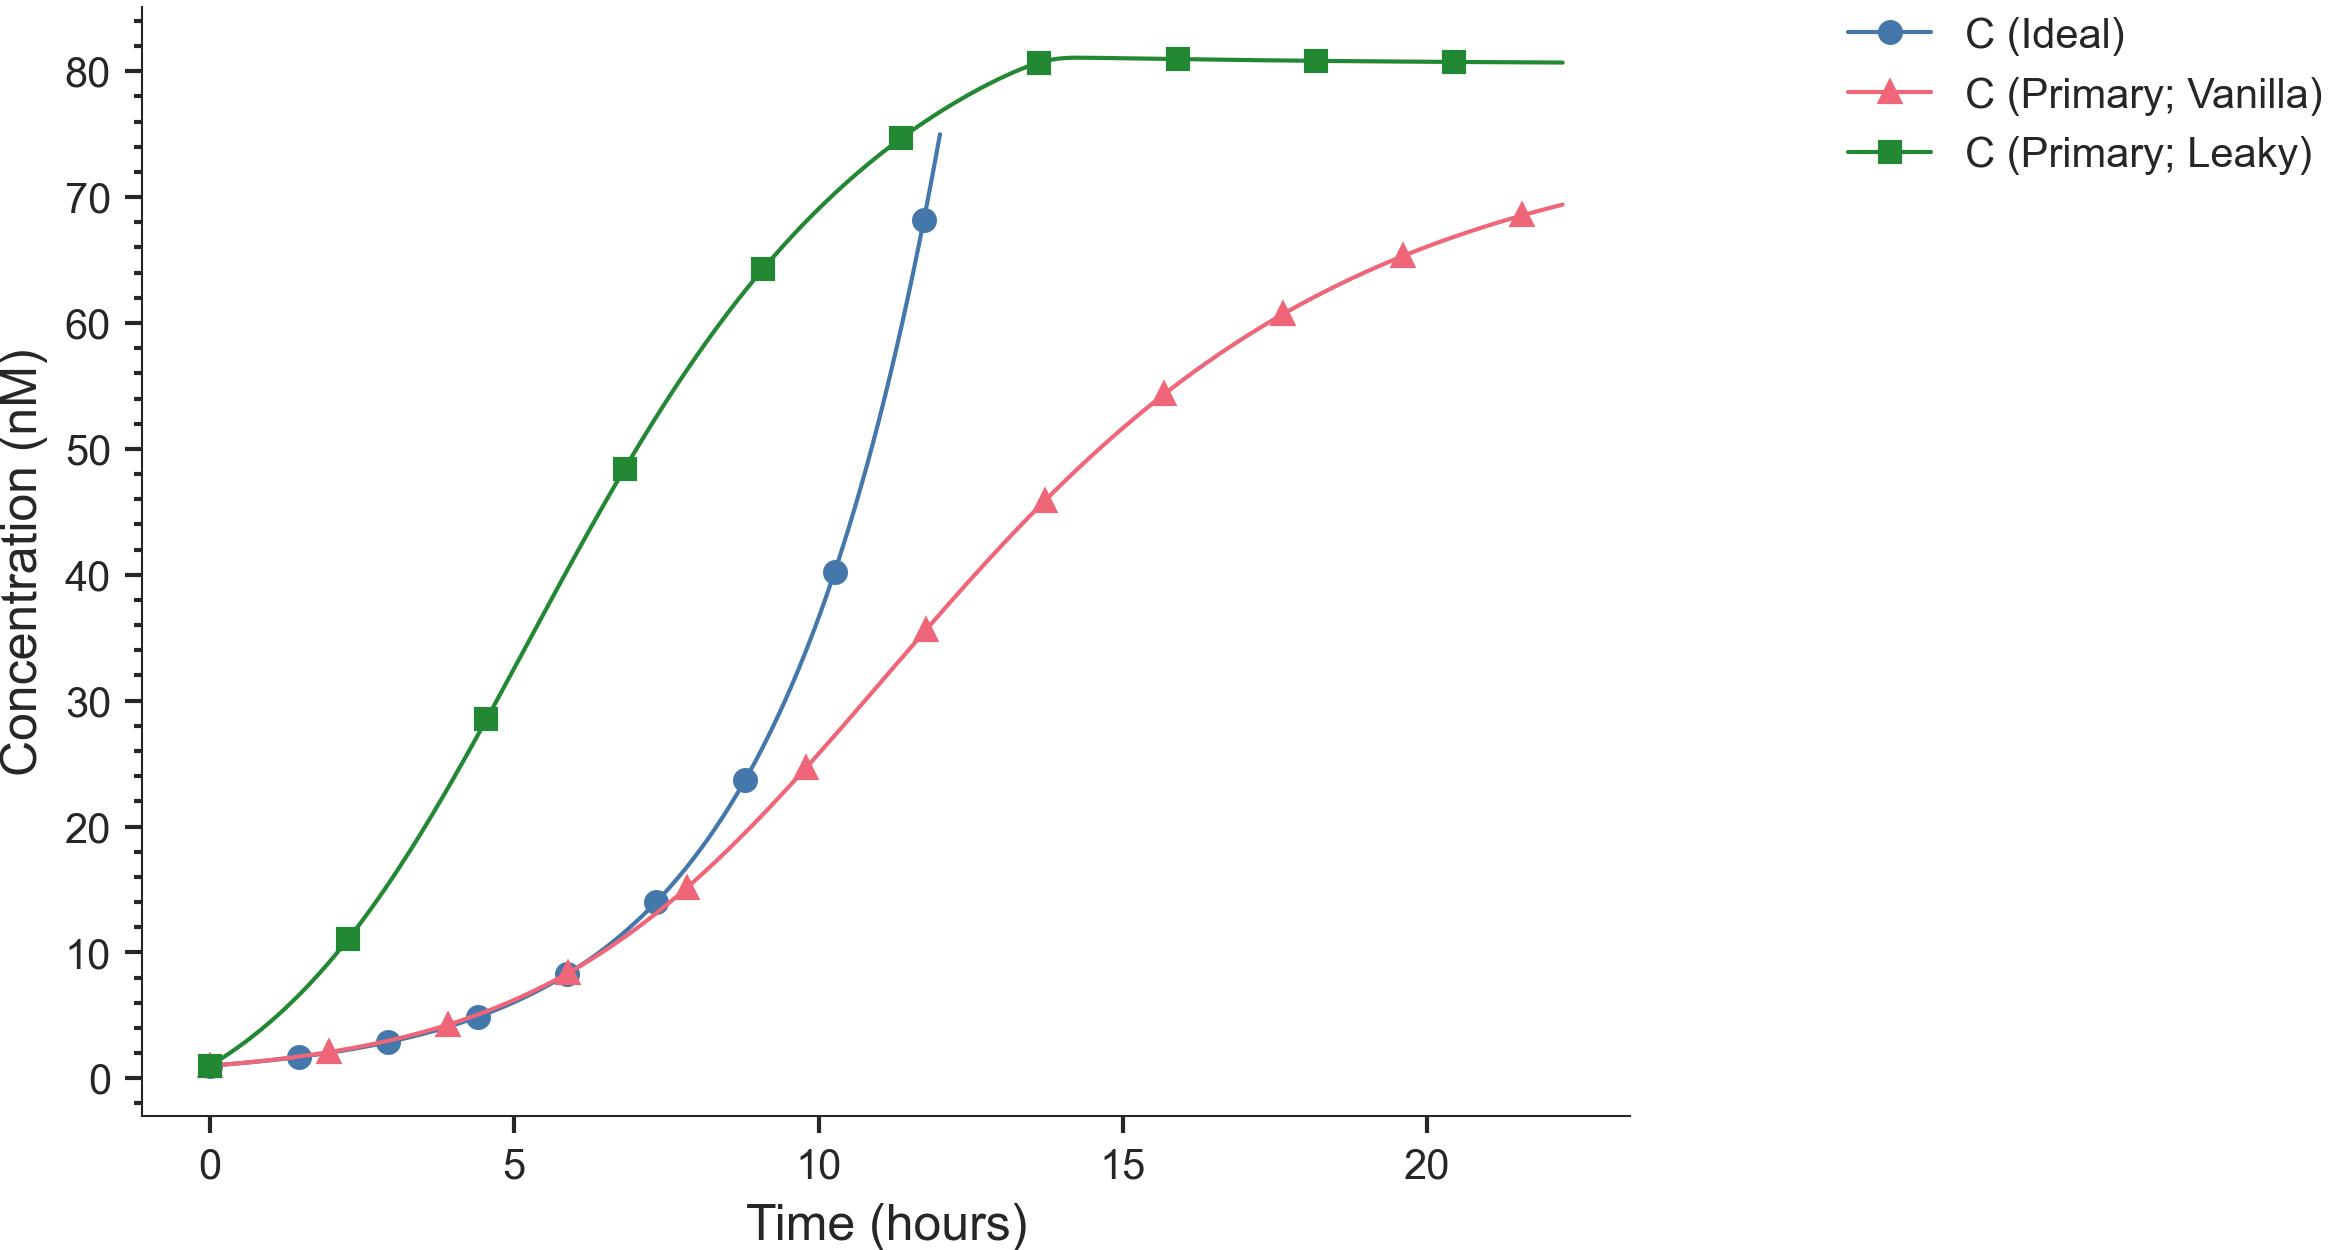 C (Ideal)
C (Primary; Vanilla)
C (Primary; Leaky)
Concentration (nM)
80
70
60
50
40
30
20
10
0
0 5 10 15 20
Time (hours)